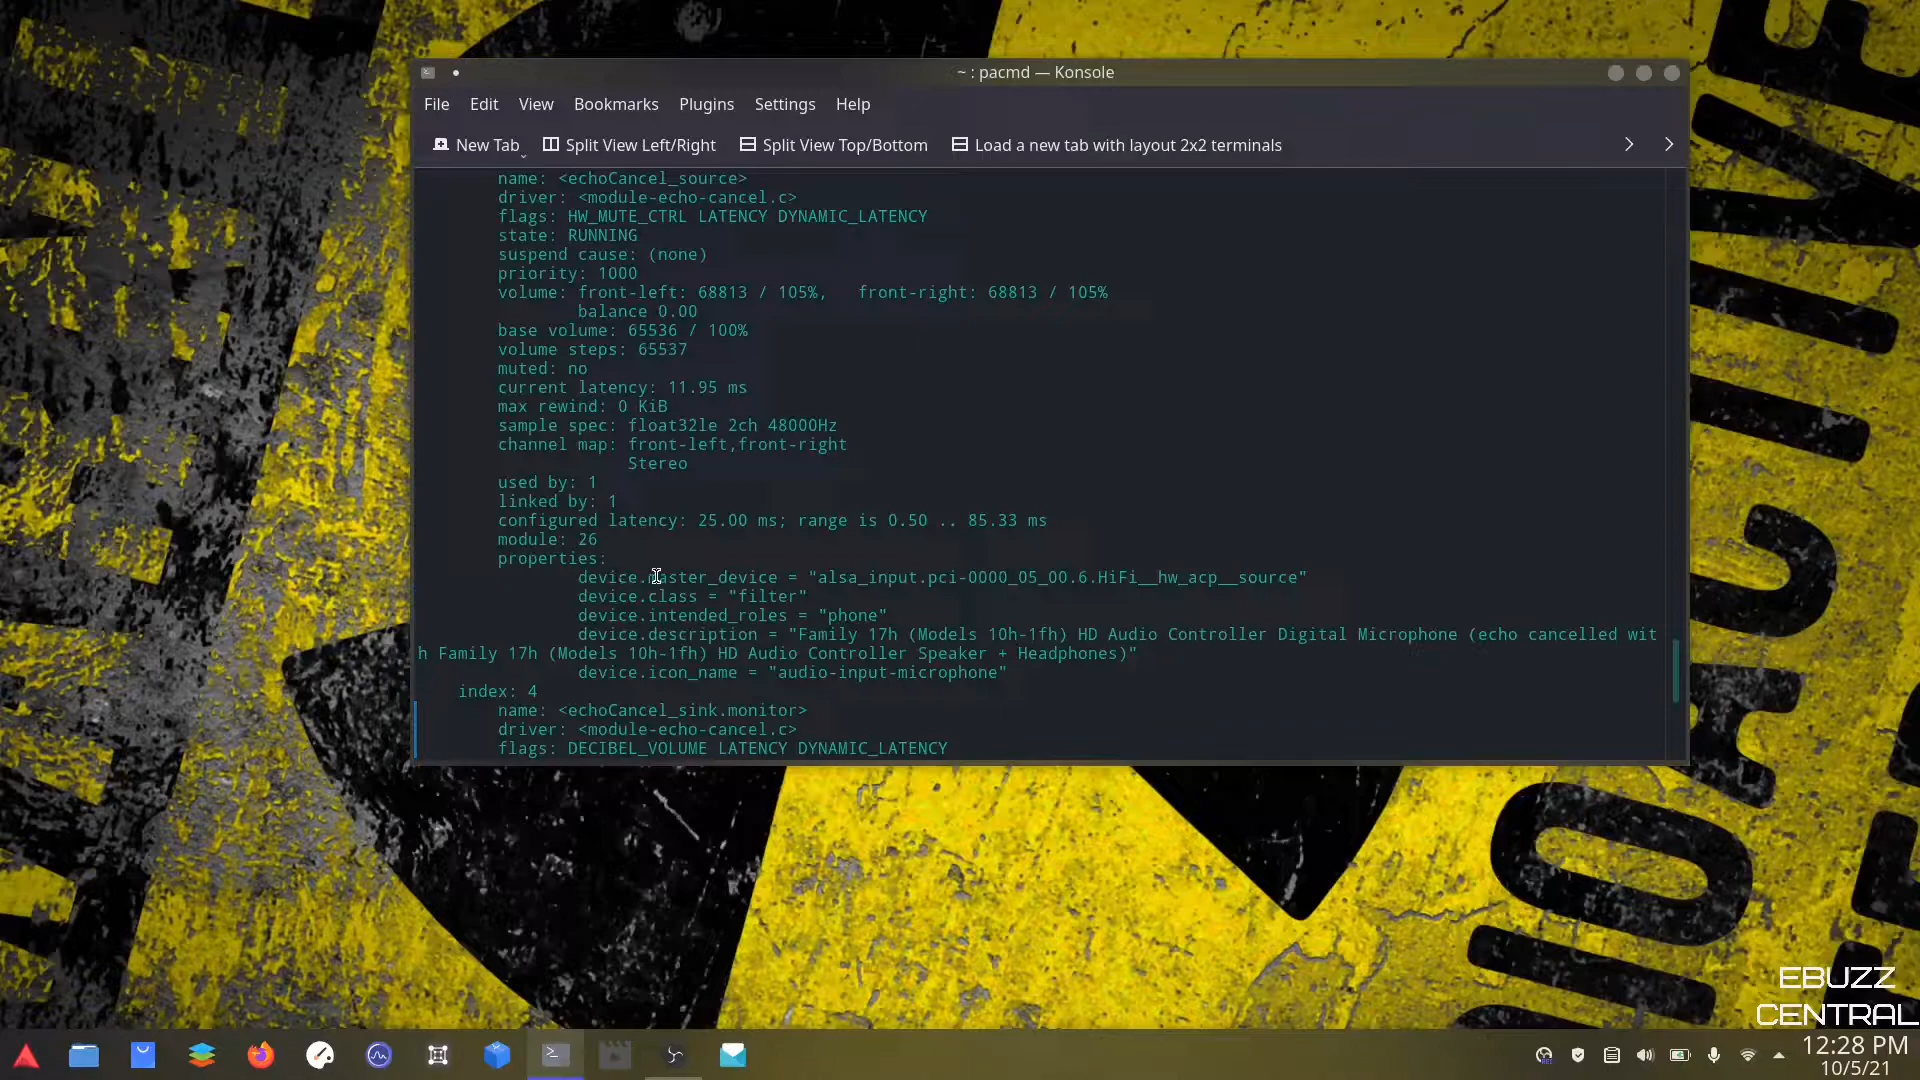 ~ : pacmd — Konsole
File Edit View Bookmarks Plugins Settings Help
New Tab Split View Left/Right Split View Top/Bottom Load a new tab with layout 2x2 terminals
name: <echoCancel_source>
driver: <module-echo-cancel.c>
flags: HW_MUTE_CTRL LATENCY DYNAMIC_LATENCY
state: RUNNING
suspend cause: (none)
priority: 1000
volume: front-left: 68813 / 105%,   front-right: 68813 / 105%
balance 0.00
base volume: 65536 / 100%
volume steps: 65537
muted: no
current latency: 11.95 ms
max rewind: 0 KiB
sample spec: float32le 2ch 48000Hz
channel map: front-left,front-right
Stereo
used by: 1
linked by: 1
configured latency: 25.00 ms; range is 0.50 .. 85.33 ms
module: 26
properties:
device.master_device = "alsa_input.pci-0000_05_00.6.HiFi__hw_acp__source"
device.class = "filter"
device.intended_roles = "phone"
device.description = "Family 17h (Models 10h-1fh) HD Audio Controller Digital Microphone (echo cancelled wit
h Family 17h (Models 10h-1fh) HD Audio Controller Speaker + Headphones)"
device.icon_name = "audio-input-microphone"
index: 4
name: <echoCancel_sink.monitor>
driver: <module-echo-cancel.c>
flags: DECIBEL_VOLUME LATENCY DYNAMIC_LATENCY
EBUZZ
CENTRAL
12:28 PM
10/5/21